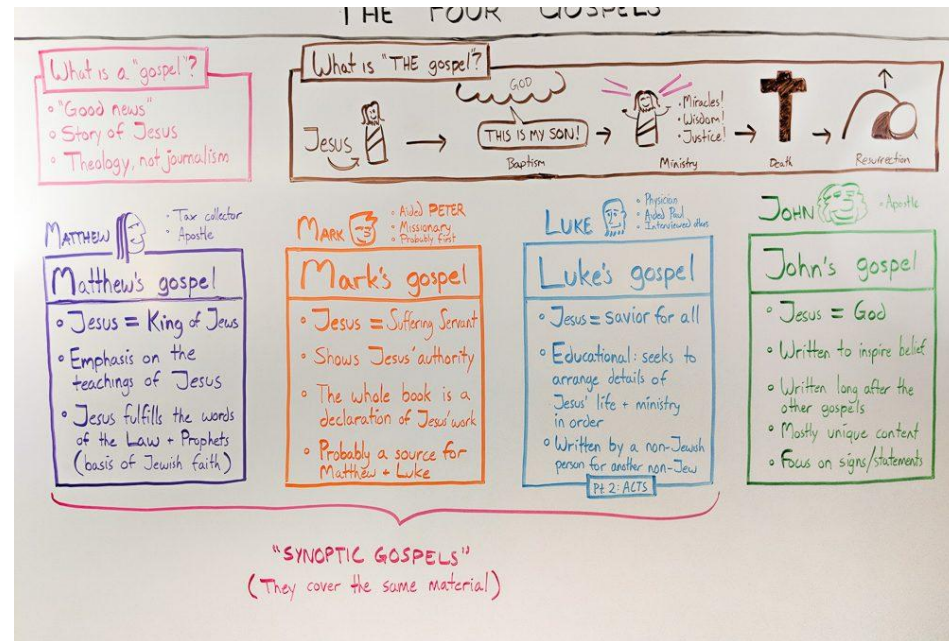 THE FOUR GOSPELS
What is a "gospel"?
• "Good news"
• Story of Jesus
• Theology, not journalism
What is "THE gospel"?
Jesus
GOD
THIS IS MY SON!
Baptism
• Miracles!
• Wisdom!
• Justice!
Ministry
Death
Resurrection
MATTHEW
• Tax collector
• Apostle
Matthew's gospel
• Jesus = King of Jews
• Emphasis on the
teachings of Jesus
• Jesus fulfills the words
of the Law + Prophets
(basis of Jewish faith)
MARK
• Aided PETER
• Missionary
• Probably first
Mark's gospel
• Jesus = Suffering Servant
• Shows Jesus' authority
• The whole book is a
declaration of Jesus' work
• Probably a source for
Matthew + Luke
LUKE
• Physician
• Aided Paul
• Interviewed others
Luke's gospel
• Jesus = Savior for all
• Educational: seeks to
arrange details of
Jesus' life + ministry
in order
• Written by a non-Jewish
person for another non-Jew
Pt 2: ACTS
JOHN
• Apostle
John's gospel
• Jesus = God
• Written to inspire belief
• Written long after the
other gospels
• Mostly unique content
• Focus on signs/statements
"SYNOPTIC GOSPELS"
(They cover the same material)